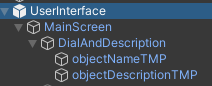 UserInterface
MainScreen
DialAndDescription
objectNameTMP
objectDescriptionTMP